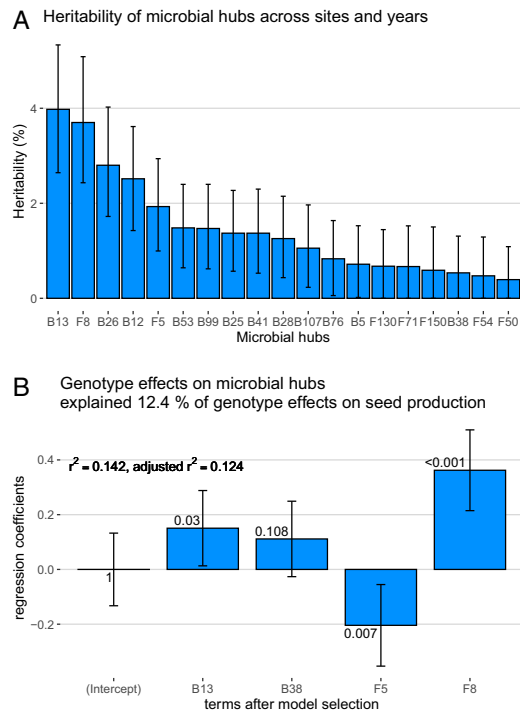 A Heritability of microbial hubs across sites and years
Heritability (%)
4
2
0
B13 F8 B26 B12 F5 B53 B99 B25 B41 B28 B107 B76 B5 F130 F71 F150 B38 F54 F50
Microbial hubs
B Genotype effects on microbial hubs
explained 12.4 % of genotype effects on seed production
r² = 0.142, adjusted r² = 0.124
regression coefficients
0.4
0.2
0.0
−0.2
1
0.03
0.108
0.007
<0.001
(Intercept) B13 B38 F5 F8
terms after model selection